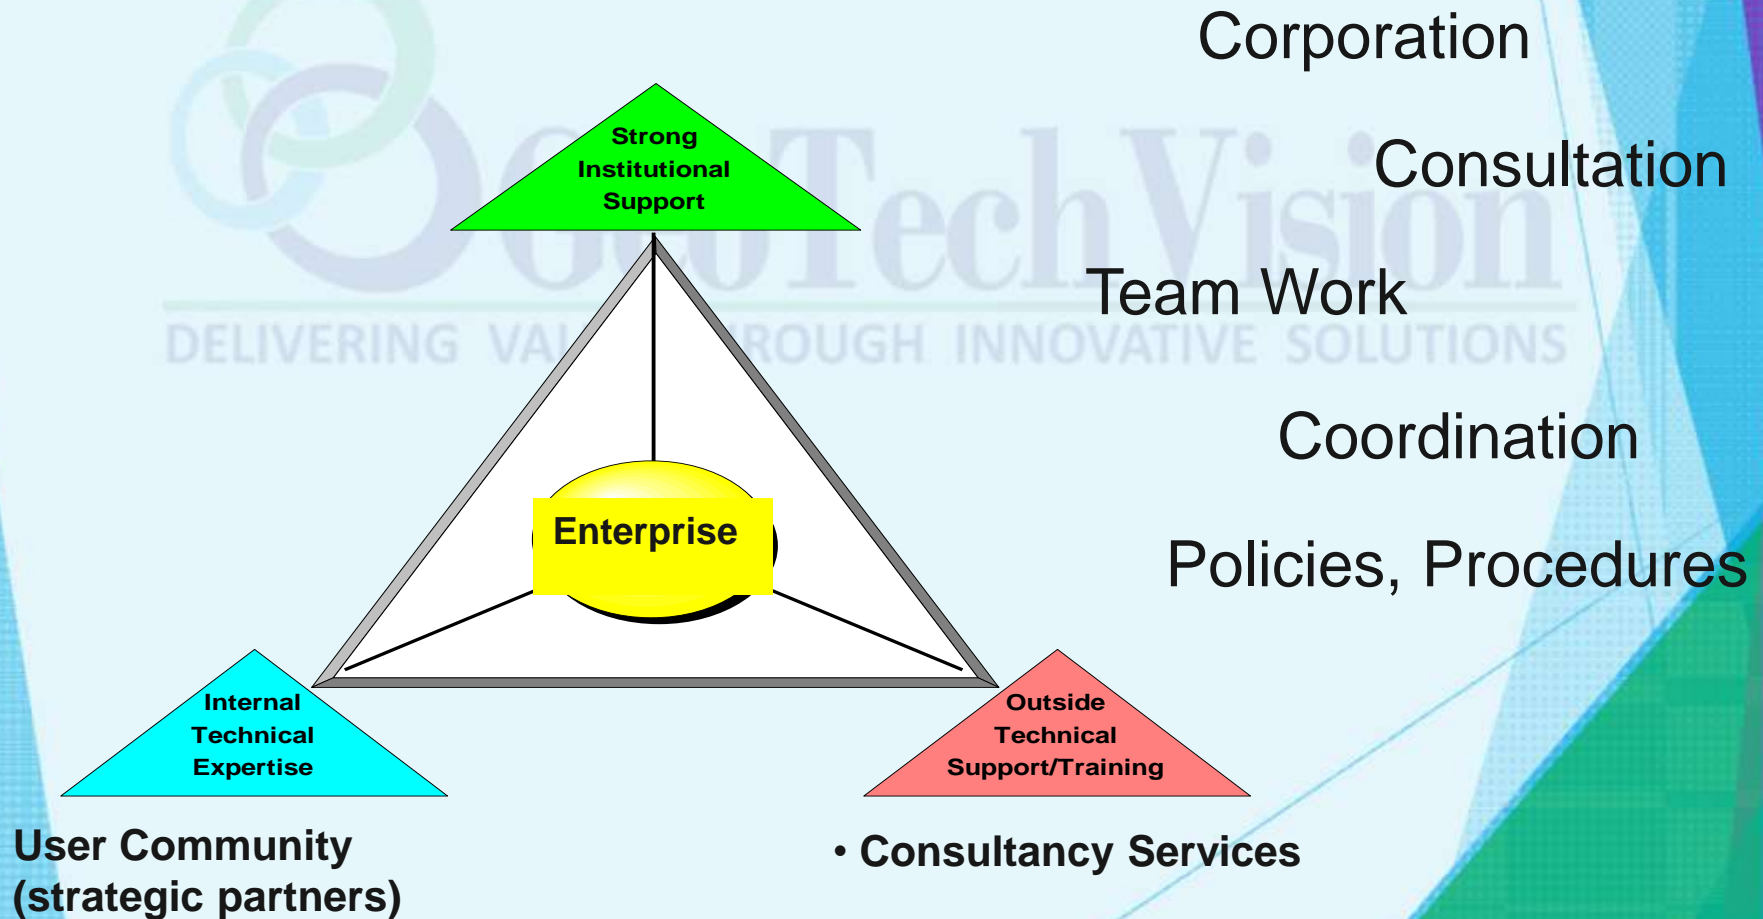 Corporation
Strong
Institutional
Support
Consultation
GeoTechVision
Team Work
DELIVERING VALUE THROUGH INNOVATIVE SOLUTIONS
Coordination
Enterprise
Policies, Procedures
Internal
Technical
Expertise
Outside
Technical
Support/Training
User Community
(strategic partners)
• Consultancy Services